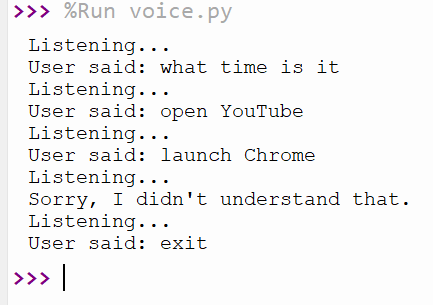 >>> %Run voice.py
Listening...
User said: what time is it
Listening...
User said: open YouTube
Listening...
User said: launch Chrome
Listening...
Sorry, I didn't understand that.
Listening...
User said: exit
>>>